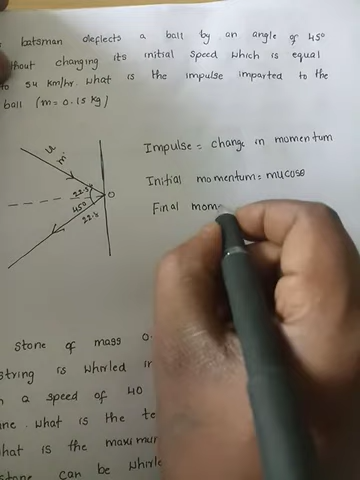 batsman deflects a ball by an angle of 45°
without changing its initial speed which is equal
to 54 km/hr. what is the impulse imparted to the
ball (m = 0.15 kg)
Impulse = change in momentum
u
m
Initial momentum = mucosθ
22.5°
O
45°
22.5
Final mom
stone of mass 0.
string is whirled in
a speed of 40
what is the te
what is the maximum
stone can be whirle